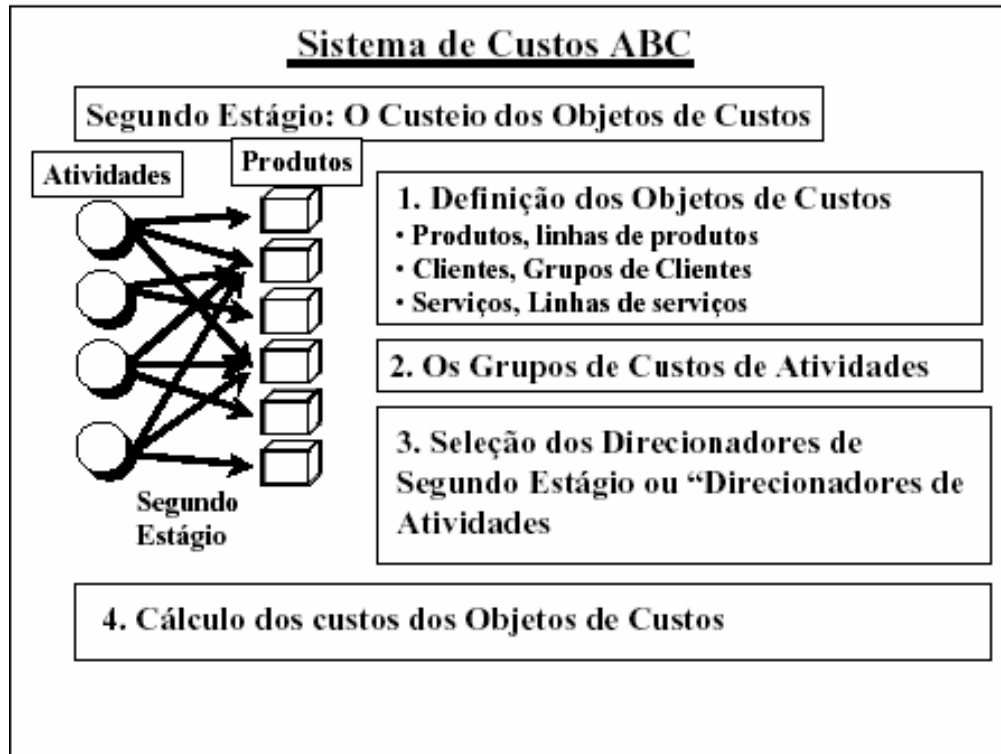 Sistema de Custos ABC
Segundo Estágio: O Custeio dos Objetos de Custos
Atividades
Produtos
Segundo
Estágio
1. Definição dos Objetos de Custos
• Produtos, linhas de produtos
• Clientes, Grupos de Clientes
• Serviços, Linhas de serviços
2. Os Grupos de Custos de Atividades
3. Seleção dos Direcionadores de
Segundo Estágio ou “Direcionadores de
Atividades
4. Cálculo dos custos dos Objetos de Custos